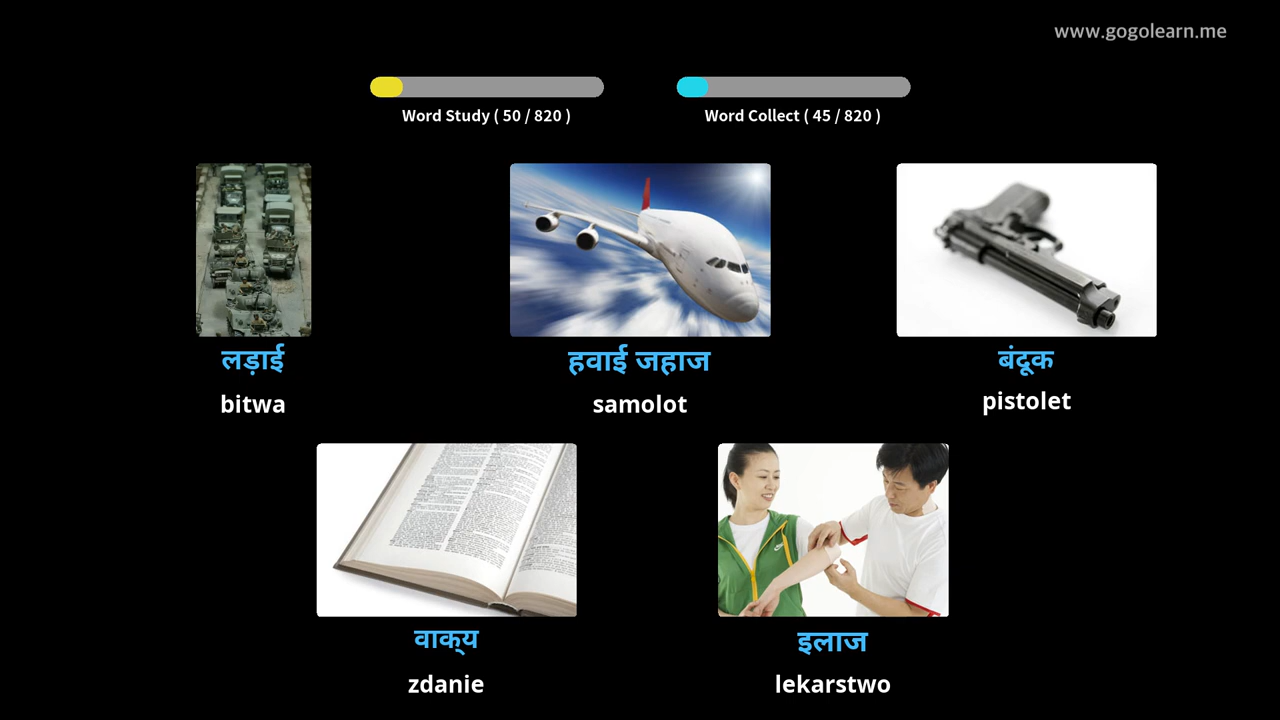 www.gogolearn.me
Word Study ( 50 / 820 )
Word Collect ( 45 / 820 )
लड़ाई
bitwa
हवाई जहाज
samolot
बंदूक
pistolet
वाक्य
zdanie
इलाज
lekarstwo